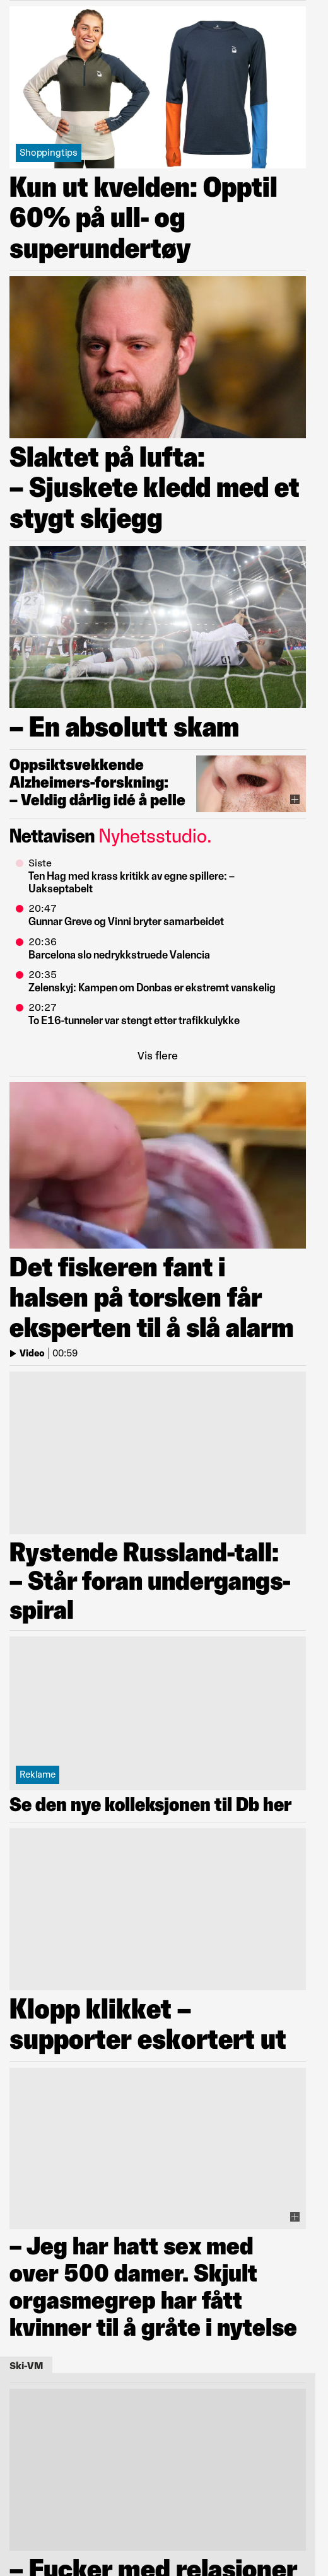 Shoppingtips
Kun ut kvelden: Opptil
60% på ull- og
superundertøy
Slaktet på lufta:
– Sjuskete kledd med et
stygt skjegg
– En absolutt skam
Oppsiktsvekkende
Alzheimers-forskning:
– Veldig dårlig idé å pelle
Nettavisen Nyhetsstudio.
Siste
Ten Hag med krass kritikk av egne spillere: –
Uakseptabelt
20:47
Gunnar Greve og Vinni bryter samarbeidet
20:36
Barcelona slo nedrykkstruede Valencia
20:35
Zelenskyj: Kampen om Donbas er ekstremt vanskelig
20:27
To E16-tunneler var stengt etter trafikkulykke
Vis flere
Det fiskeren fant i
halsen på torsken får
eksperten til å slå alarm
Video | 00:59
Rystende Russland-tall:
– Står foran undergangs-
spiral
Reklame
Se den nye kolleksjonen til Db her
Klopp klikket –
supporter eskortert ut
– Jeg har hatt sex med
over 500 damer. Skjult
orgasmegrep har fått
kvinner til å gråte i nytelse
Ski-VM
– Fucker med relasjoner